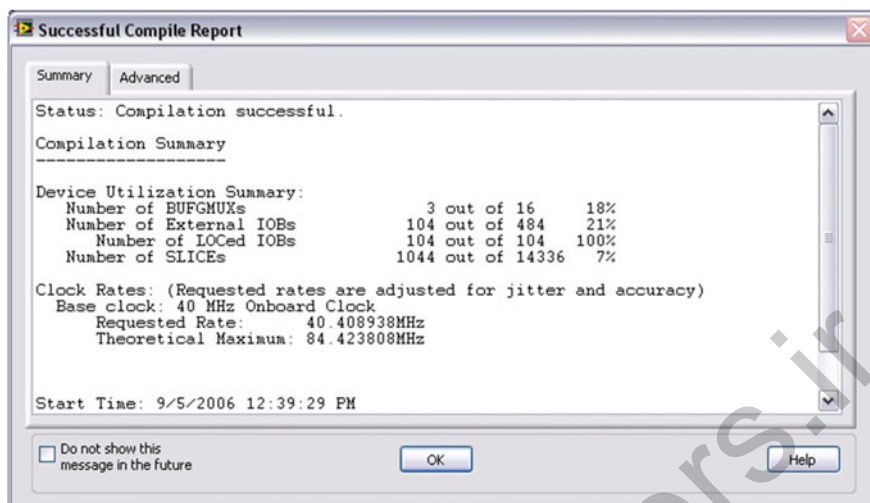 Successful Compile Report
Summary
Advanced
Status: Compilation successful.
Compilation Summary
-------------------
Device Utilization Summary:
Number of BUFGMUXs 3 out of 16 18%
Number of External IOBs 104 out of 484 21%
Number of LOCed IOBs 104 out of 104 100%
Number of SLICEs 1044 out of 14336 7%
Clock Rates: (Requested rates are adjusted for jitter and accuracy)
Base clock: 40 MHz Onboard Clock
Requested Rate: 40.408938MHz
Theoretical Maximum: 84.423808MHz
Start Time: 9/5/2006 12:39:29 PM
Do not show this
message in the future
OK
Help
ers.ir